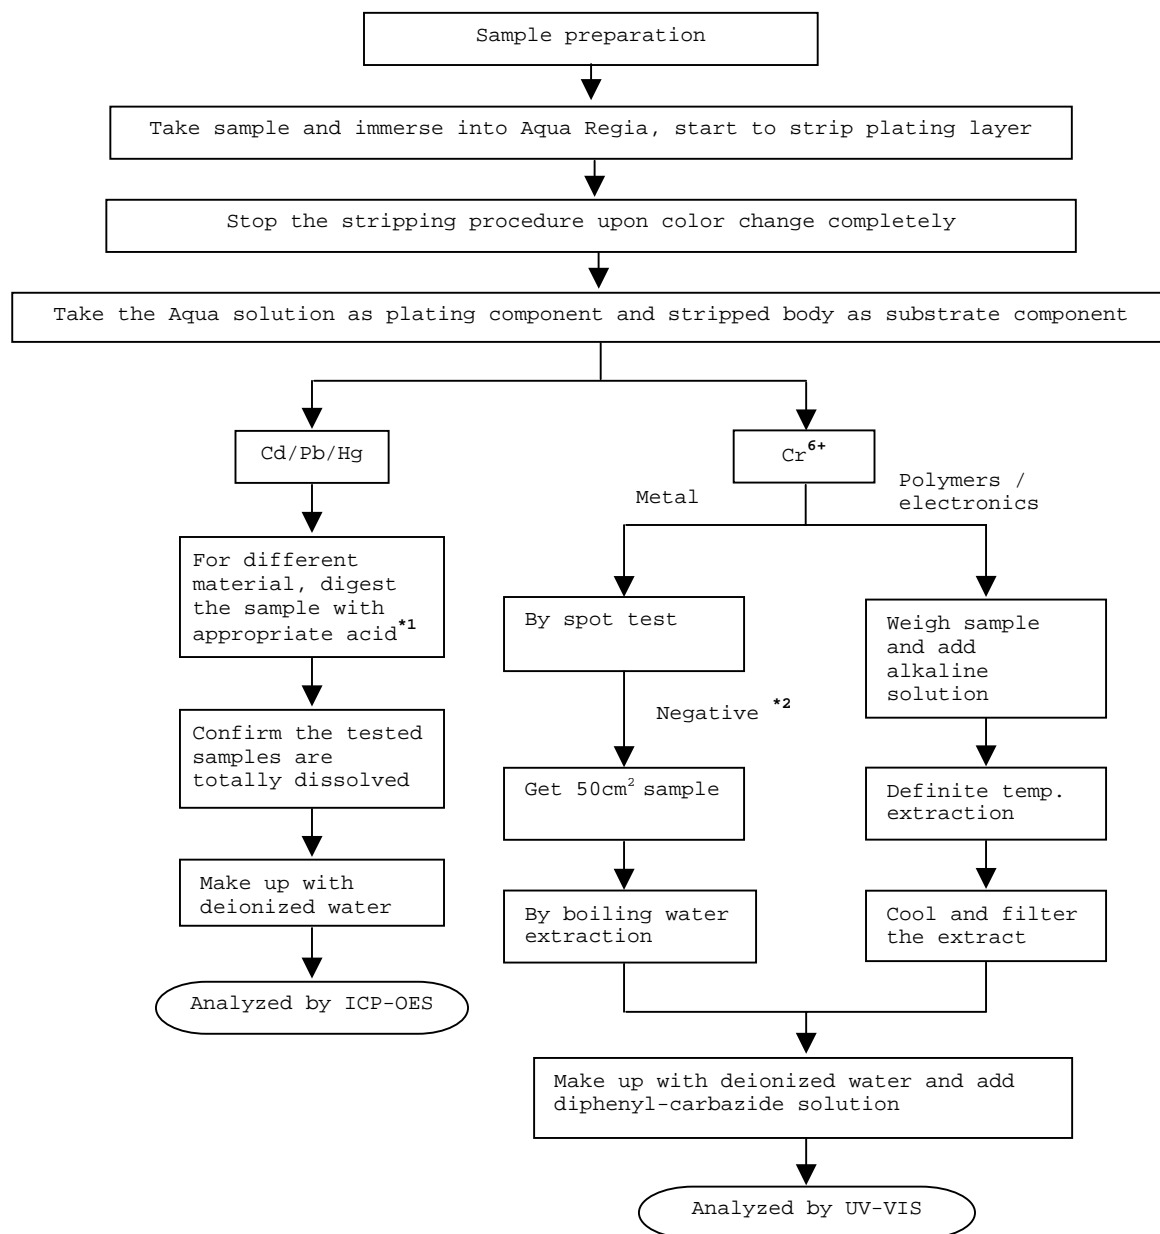 Sample preparation
Take sample and immerse into Aqua Regia, start to strip plating layer
Stop the stripping procedure upon color change completely
Take the Aqua solution as plating component and stripped body as substrate component
Cd/Pb/Hg
For different
material, digest
the sample with
appropriate acid*1
Confirm the tested
samples are
totally dissolved
Make up with
deionized water
Analyzed by ICP-OES
Cr6+
Metal
Polymers /
electronics
By spot test
Negative *2
Get 50cm² sample
By boiling water
extraction
Weigh sample
and add
alkaline
solution
Definite temp.
extraction
Cool and filter
the extract
Make up with deionized water and add
diphenyl-carbazide solution
Analyzed by UV-VIS